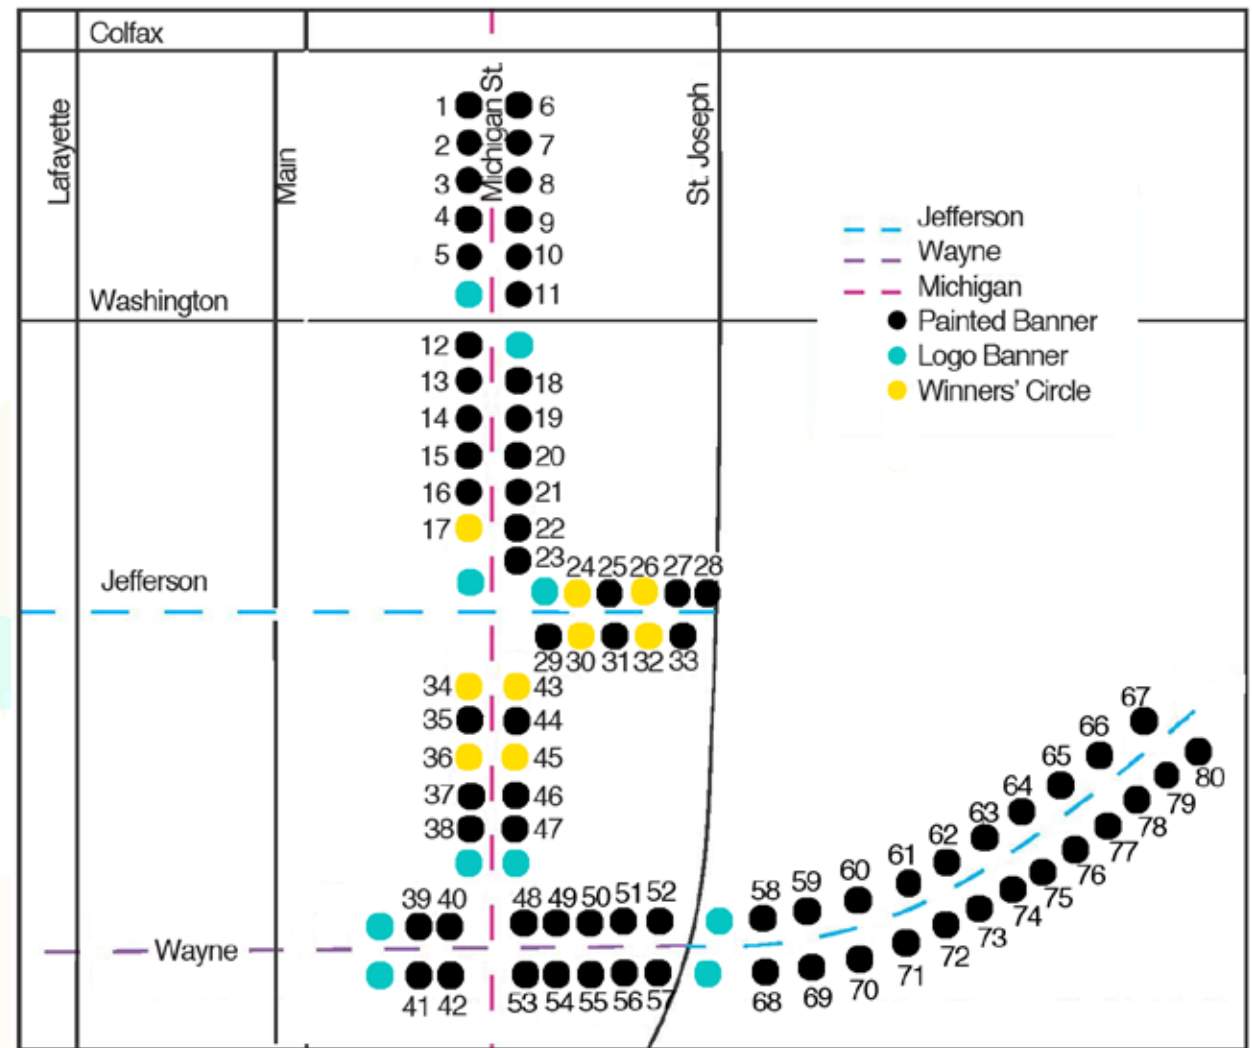 Colfax
Lafayette
Main
Michigan St.
St. Joseph
1 6
2 7
3 8
4 9
5 10
11
Washington
Jefferson
Wayne
Michigan
Painted Banner
Logo Banner
Winners' Circle
12
13 18
14 19
15 20
16 21
17 22
23
24 25 26 27 28
Jefferson
29 30 31 32 33
34 43
35 44
36 45
37 46
38 47
39 40 48 49 50 51 52
58 59 60 61 62 63 64 65 66 67
Wayne
41 42 53 54 55 56 57
68 69 70 71 72 73 74 75 76 77 78 79 80